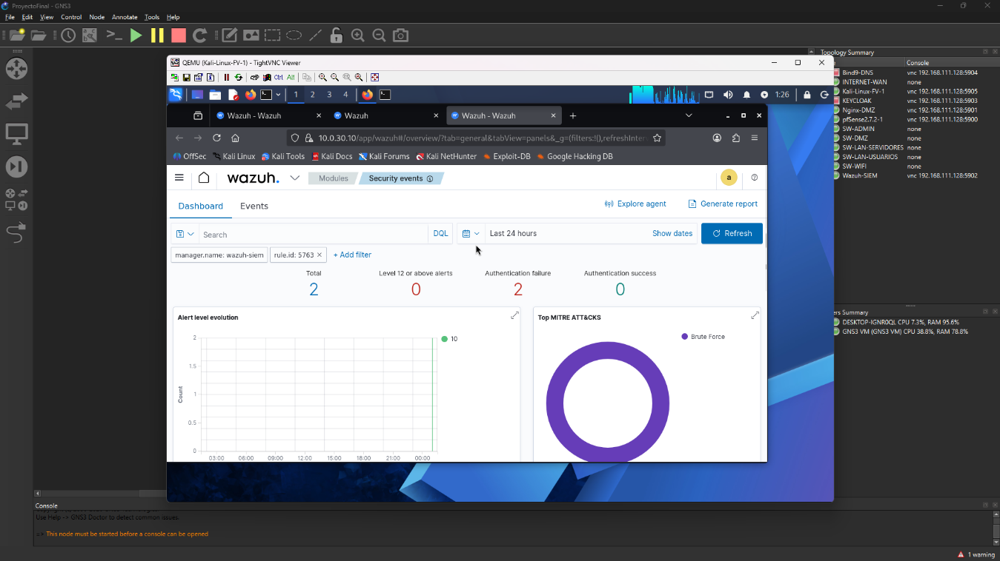 ProyectoFinal - GNS3
File Edit View Control Node Annotate Tools Help
Topology Summary
Console
Bind9-DNS vnc 192.168.111.128:5904
INTERNET-WAN none
Kali-Linux-FV-1 vnc 192.168.111.128:5905
KEYCLOAK vnc 192.168.111.128:5903
Nginx-DMZ vnc 192.168.111.128:5901
pfSense2.7.2-1 vnc 192.168.111.128:5900
SW-ADMIN none
SW-DMZ none
SW-LAN-SERVIDORES none
SW-LAN-USUARIOS none
SW-WIFI none
Wazuh-SIEM vnc 192.168.111.128:5902
QEMU (Kali-Linux-FV-1) - TightVNC Viewer
Ctrl Alt
1 2 3 4
1:26
Wazuh - Wazuh
Wazuh
Wazuh - Wazuh
10.0.30.10/app/wazuh#/overview/?tab=general&tabView=panels&_g=(filters:!(),refreshInter
OffSec Kali Linux Kali Tools Kali Docs Kali Forums Kali NetHunter Exploit-DB Google Hacking DB
wazuh. Modules Security events a
Dashboard Events Explore agent Generate report
Search DQL Last 24 hours Show dates Refresh
manager.name: wazuh-siem rule.id: 5763 + Add filter
Total Level 12 or above alerts Authentication failure Authentication success
2 0 2 0
Alert level evolution
2
1.5
1
0.5
0
Count
03:00 06:00 09:00 12:00 15:00 18:00 21:00 00:00
10
Top MITRE ATT&CKS
Brute Force
ers Summary
DESKTOP-IGNR0QL CPU 7.3%, RAM 95.6%
GNS3 VM (GNS3 VM) CPU 38.8%, RAM 78.8%
Console
Use Help -> GNS3 Doctor to detect common issues.
=> This node must be started before a console can be opened
1 warning